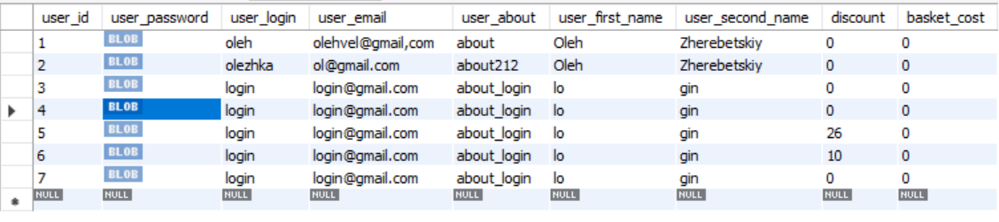 user_id user_password user_login user_email user_about user_first_name user_second_name discount basket_cost
1 BLOB oleh olehvel@gmail,com about Oleh Zherebetskiy 0 0
2 BLOB olezhka ol@gmail.com about212 Oleh Zherebetskiy 0 0
3 BLOB login login@gmail.com about_login lo gin 0 0
4 BLOB login login@gmail.com about_login lo gin 0 0
5 BLOB login login@gmail.com about_login lo gin 26 0
6 BLOB login login@gmail.com about_login lo gin 10 0
7 BLOB login login@gmail.com about_login lo gin 0 0
NULL NULL NULL NULL NULL NULL NULL NULL NULL